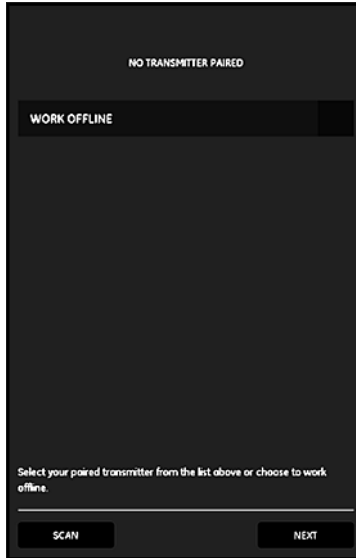 NO TRANSMITTER PAIRED
WORK OFFLINE
Select your paired transmitter from the list above or choose to work
offline.
SCAN
NEXT